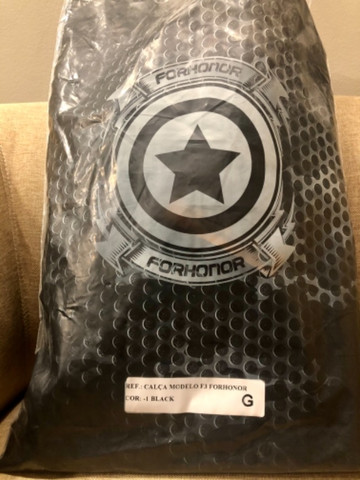 FORHONOR
FORHONOR
REF: CALÇA MODELO F3 FORHONOR
COR: -1 BLACK
G